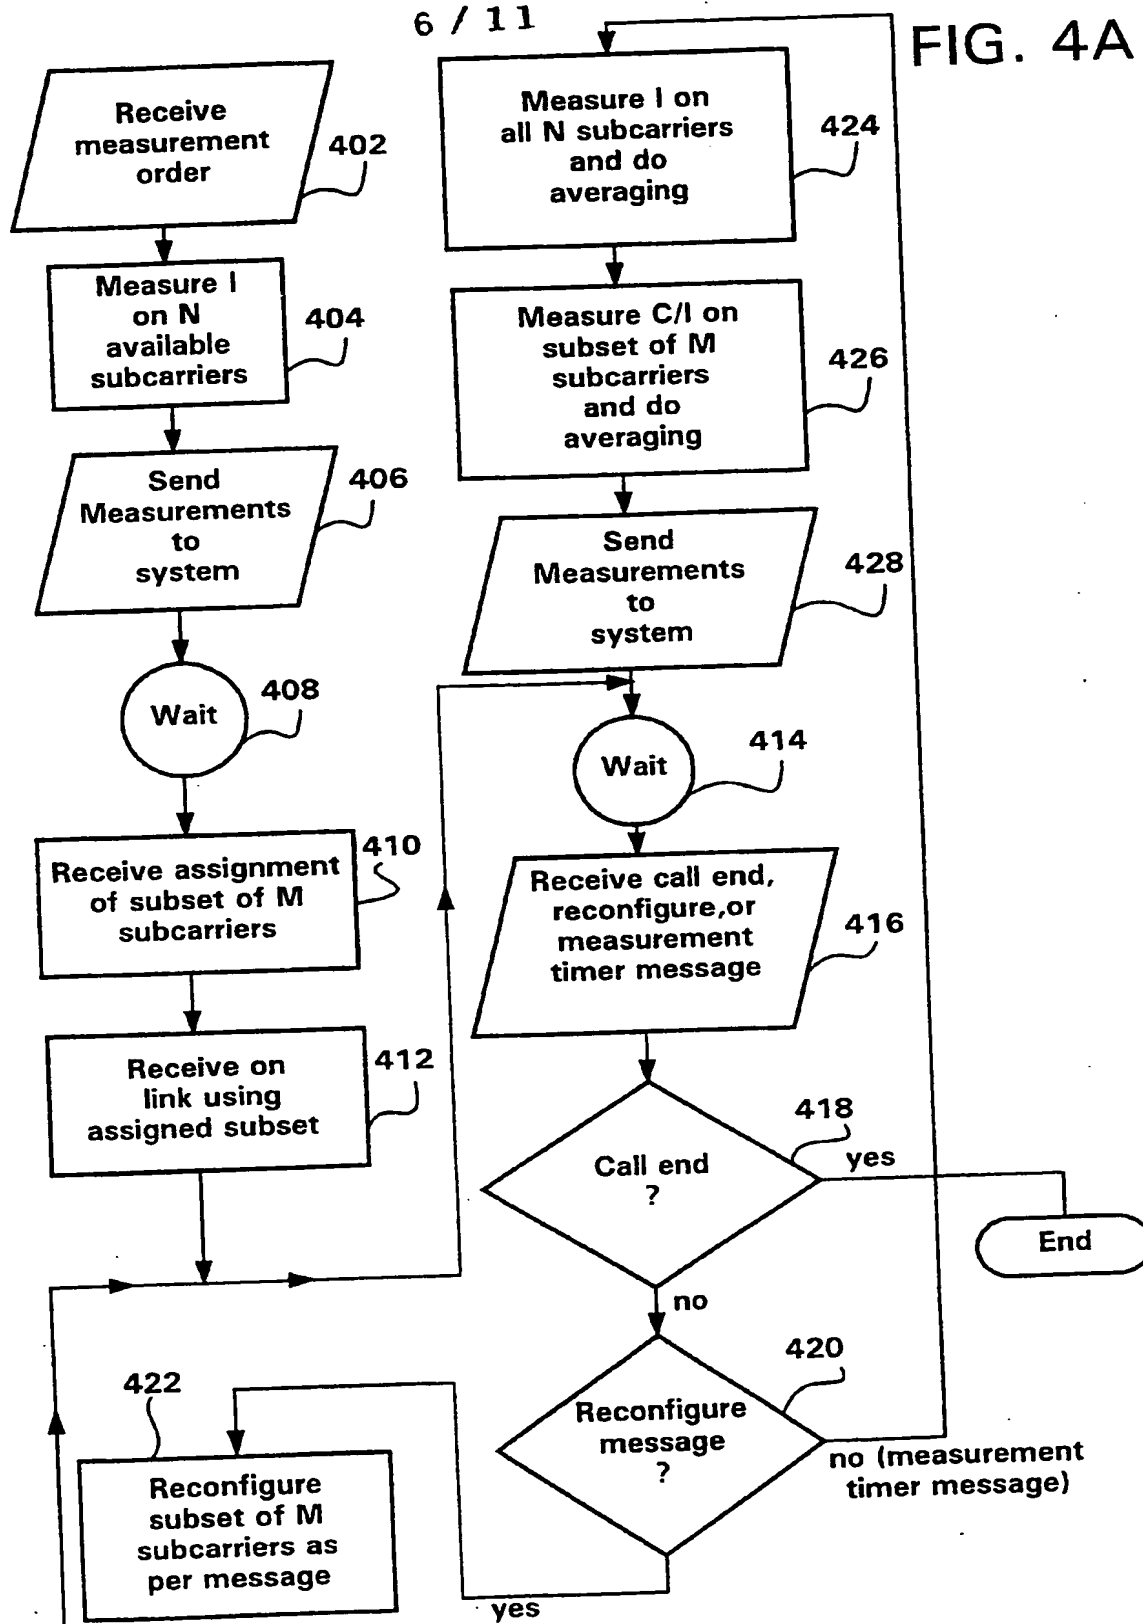 6 / 11
FIG. 4A
Receive
measurement
order
402
Measure I
on N
available
subcarriers
404
Send
Measurements
to
system
406
Wait
408
Receive assignment
of subset of M
subcarriers
410
Receive on
link using
assigned subset
412
422
Reconfigure
subset of M
subcarriers as
per message
Measure I on
all N subcarriers
and do
averaging
424
Measure C/I on
subset of M
subcarriers
and do
averaging
426
Send
Measurements
to
system
428
Wait
414
Receive call end,
reconfigure,or
measurement
timer message
416
Call end
?
418
yes
End
no
Reconfigure
message
?
420
no (measurement
timer message)
yes